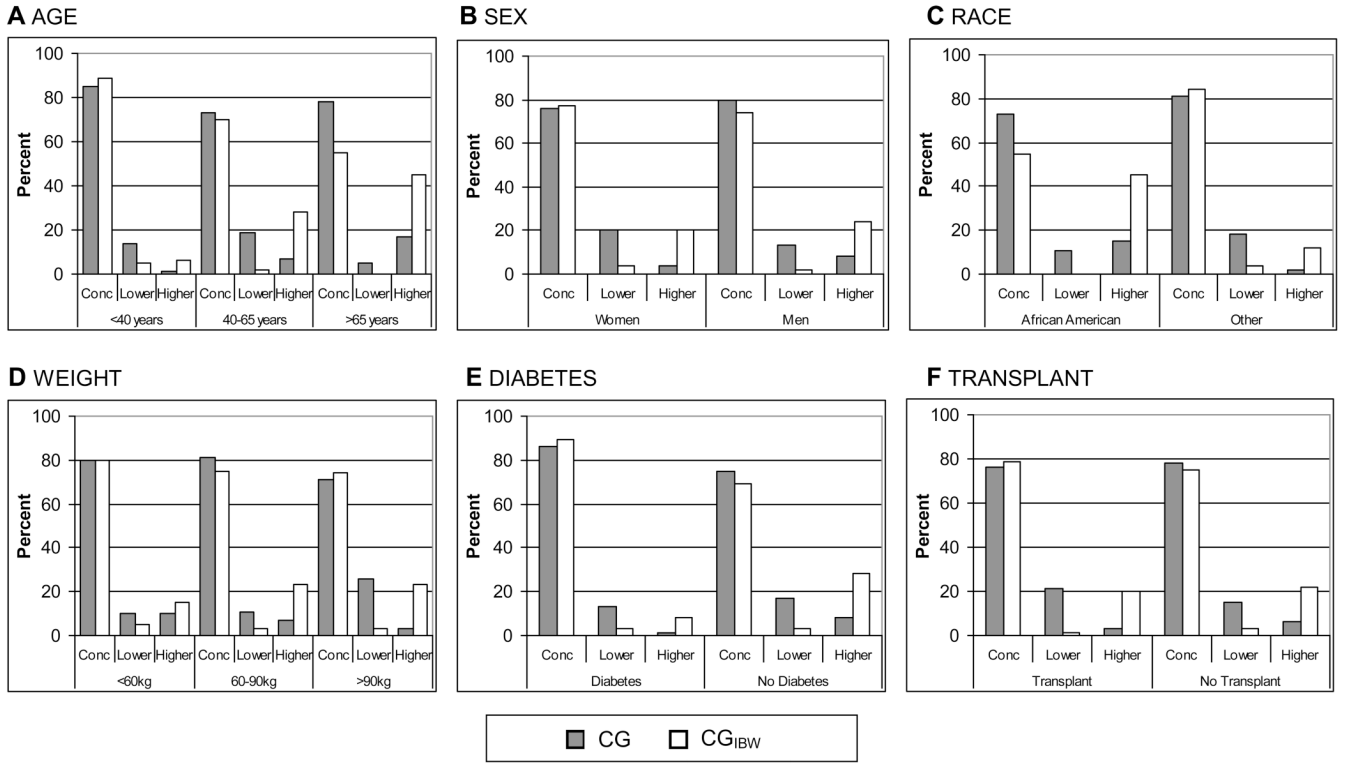 A AGE
B SEX
C RACE
100
80
60
40
20
0
Percent
Conc Lower Higher Conc Lower Higher Conc Lower Higher
<40 years 40-65 years >65 years
100
80
60
40
20
0
Percent
Conc Lower Higher Conc Lower Higher
Women Men
100
80
60
40
20
0
Percent
Conc Lower Higher Conc Lower Higher
African American Other
D WEIGHT
E DIABETES
F TRANSPLANT
100
80
60
40
20
0
Percent
Conc Lower Higher Conc Lower Higher Conc Lower Higher
<60kg 60-90kg >90kg
100
80
60
40
20
0
Percent
Conc Lower Higher Conc Lower Higher
Diabetes No Diabetes
100
80
60
40
20
0
Percent
Conc Lower Higher Conc Lower Higher
Transplant No Transplant
CG CGIBW